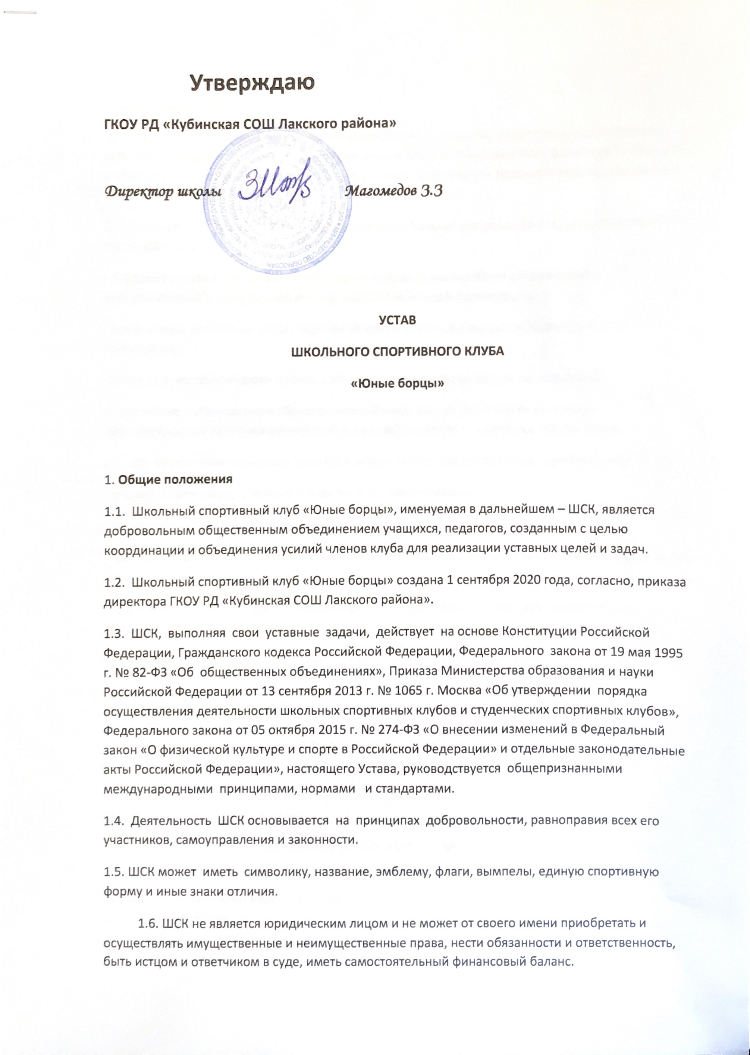 Утверждаю
ГКОУ РД «Кубинская СОШ Лакского района»
Директор школы Магомедов З.З
УСТАВ
ШКОЛЬНОГО СПОРТИВНОГО КЛУБА
«Юные борцы»
1. Общие положения
1.1. Школьный спортивный клуб «Юные борцы», именуемая в дальнейшем – ШСК, является
добровольным общественным объединением учащихся, педагогов, созданным с целью
координации и объединения усилий членов клуба для реализации уставных целей и задач.
1.2. Школьный спортивный клуб «Юные борцы» создана 1 сентября 2020 года, согласно, приказа
директора ГКОУ РД «Кубинская СОШ Лакского района».
1.3. ШСК, выполняя свои уставные задачи, действует на основе Конституции Российской
Федерации, Гражданского кодекса Российской Федерации, Федерального закона от 19 мая 1995
г. № 82-ФЗ «Об общественных объединениях», Приказа Министерства образования и науки
Российской Федерации от 13 сентября 2013 г. № 1065 г. Москва «Об утверждении порядка
осуществления деятельности школьных спортивных клубов и студенческих спортивных клубов»,
Федерального закона от 05 октября 2015 г. № 274-ФЗ «О внесении изменений в Федеральный
закон «О физической культуре и спорте в Российской Федерации» и отдельные законодательные
акты Российской Федерации», настоящего Устава, руководствуется общепризнанными
международными принципами, нормами и стандартами.
1.4. Деятельность ШСК основывается на принципах добровольности, равноправия всех его
участников, самоуправления и законности.
1.5. ШСК может иметь символику, название, эмблему, флаги, вымпелы, единую спортивную
форму и иные знаки отличия.
1.6. ШСК не является юридическим лицом и не может от своего имени приобретать и
осуществлять имущественные и неимущественные права, нести обязанности и ответственность,
быть истцом и ответчиком в суде, иметь самостоятельный финансовый баланс.